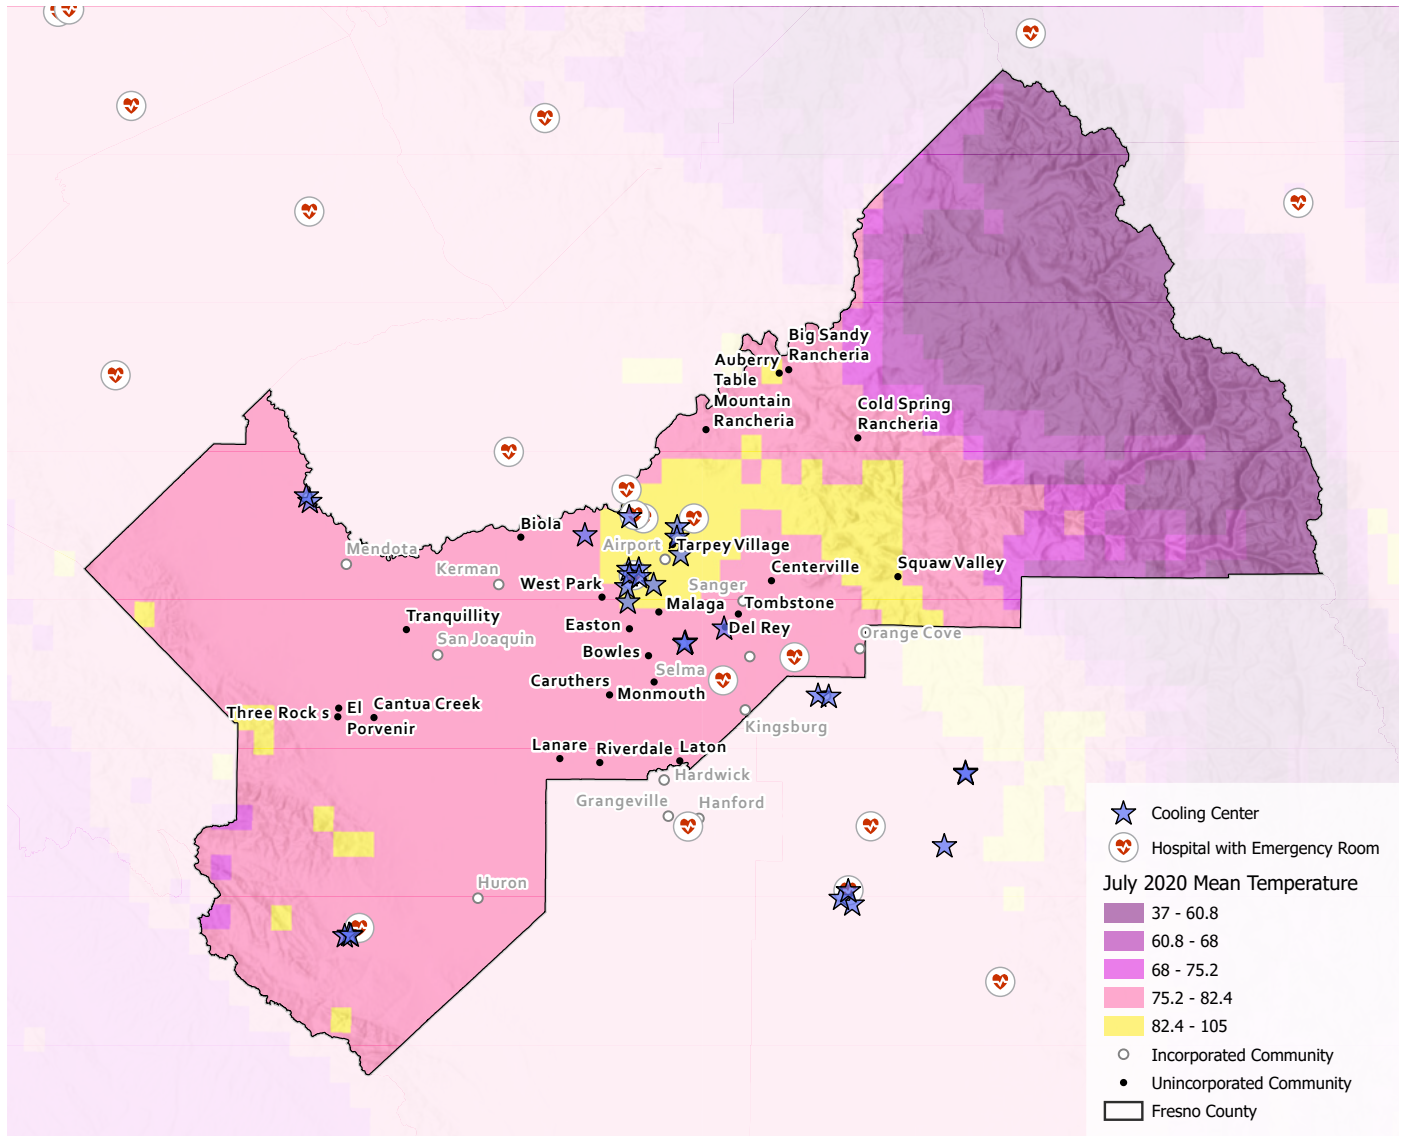 Big Sandy
Rancheria
Auberry
Table
Mountain
Rancheria
Cold Spring
Rancheria
Biola
Mendota
Airport
Tarpey Village
Kerman
Centerville
Squaw Valley
West Park
Sanger
Malaga
Tombstone
Tranquillity
Easton
Del Rey
San Joaquin
Orange Cove
Bowles
Selma
Caruthers
Monmouth
Three Rock s
El
Porvenir
Cantua Creek
Kingsburg
Lanare
Riverdale
Laton
Hardwick
Grangeville
Hanford
Huron
Cooling Center
Hospital with Emergency Room
July 2020 Mean Temperature
37 - 60.8
60.8 - 68
68 - 75.2
75.2 - 82.4
82.4 - 105
Incorporated Community
Unincorporated Community
Fresno County